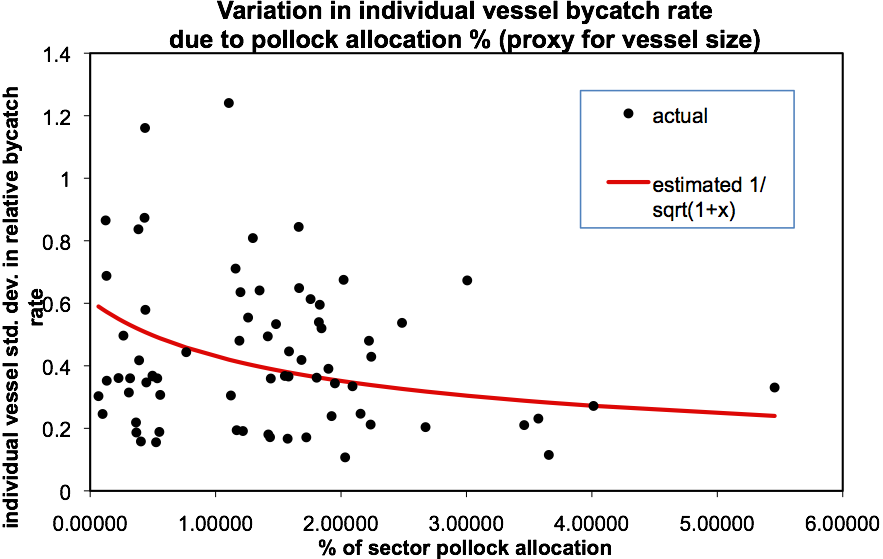 Variation in individual vessel bycatch rate
due to pollock allocation % (proxy for vessel size)
individual vessel std. dev. in relative bycatch
rate
1.4
1.2
1
0.8
0.6
0.4
0.2
0
actual
estimated 1/
sqrt(1+x)
0.00000 1.00000 2.00000 3.00000 4.00000 5.00000 6.00000
% of sector pollock allocation